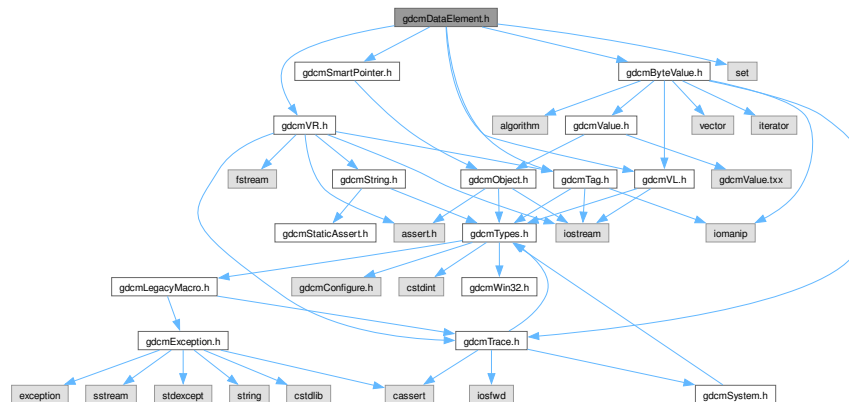 gdcmDataElement.h
gdcmSmartPointer.h
gdcmByteValue.h
set
gdcmVR.h
algorithm
gdcmValue.h
vector
iterator
fstream
gdcmString.h
gdcmObject.h
gdcmTag.h
gdcmVL.h
gdcmValue.txx
gdcmStaticAssert.h
assert.h
gdcmTypes.h
iostream
iomanip
gdcmLegacyMacro.h
gdcmConfigure.h
cstdint
gdcmWin32.h
gdcmException.h
gdcmTrace.h
exception
sstream
stdexcept
string
cstdlib
cassert
iosfwd
gdcmSystem.h